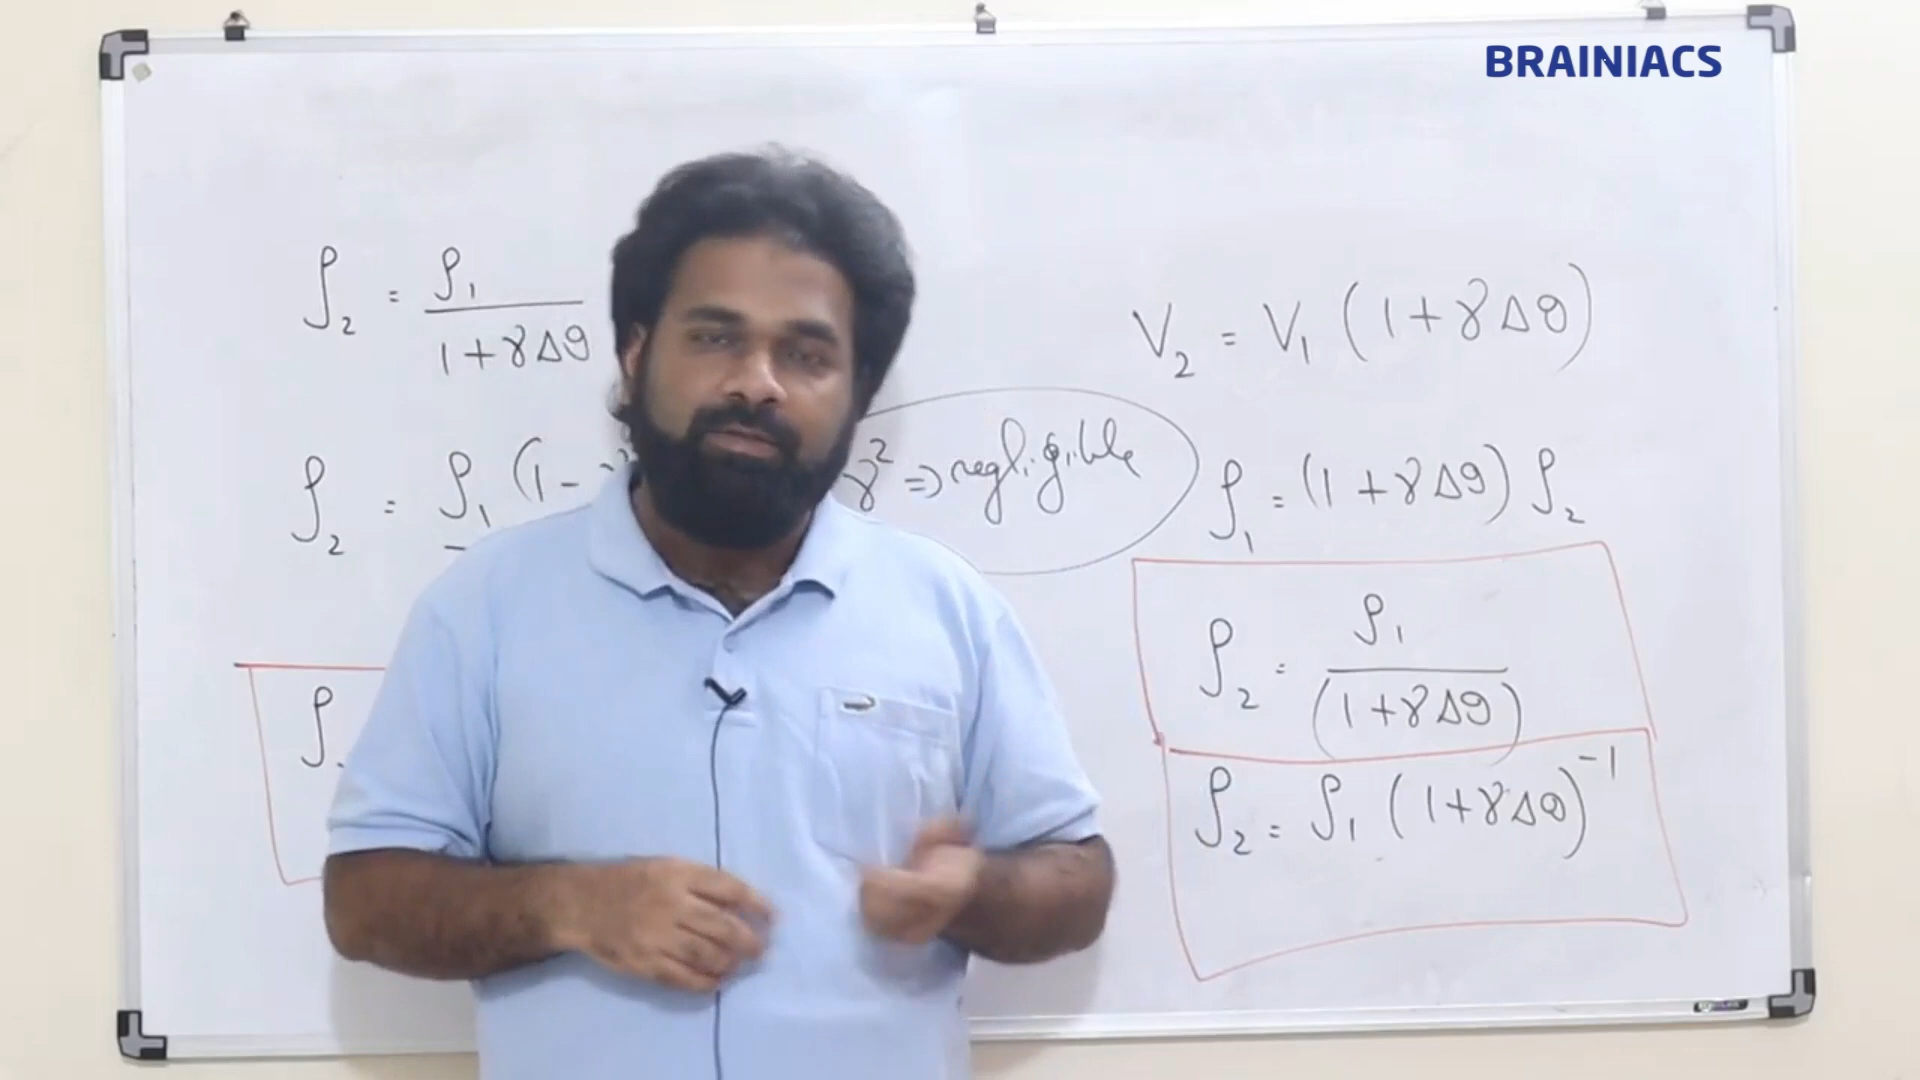 BRAINIACS
ρ₂ = ρ₁ / (1 + γΔθ)
ρ₂ = ρ₁ (1 -
γ² ⇒ negligible
ρ
V₂ = V₁ (1 + γΔθ)
ρ₁ = (1 + γΔθ) ρ₂
ρ₂ = ρ₁ / (1 + γΔθ)
ρ₂ = ρ₁ (1 + γΔθ)⁻¹